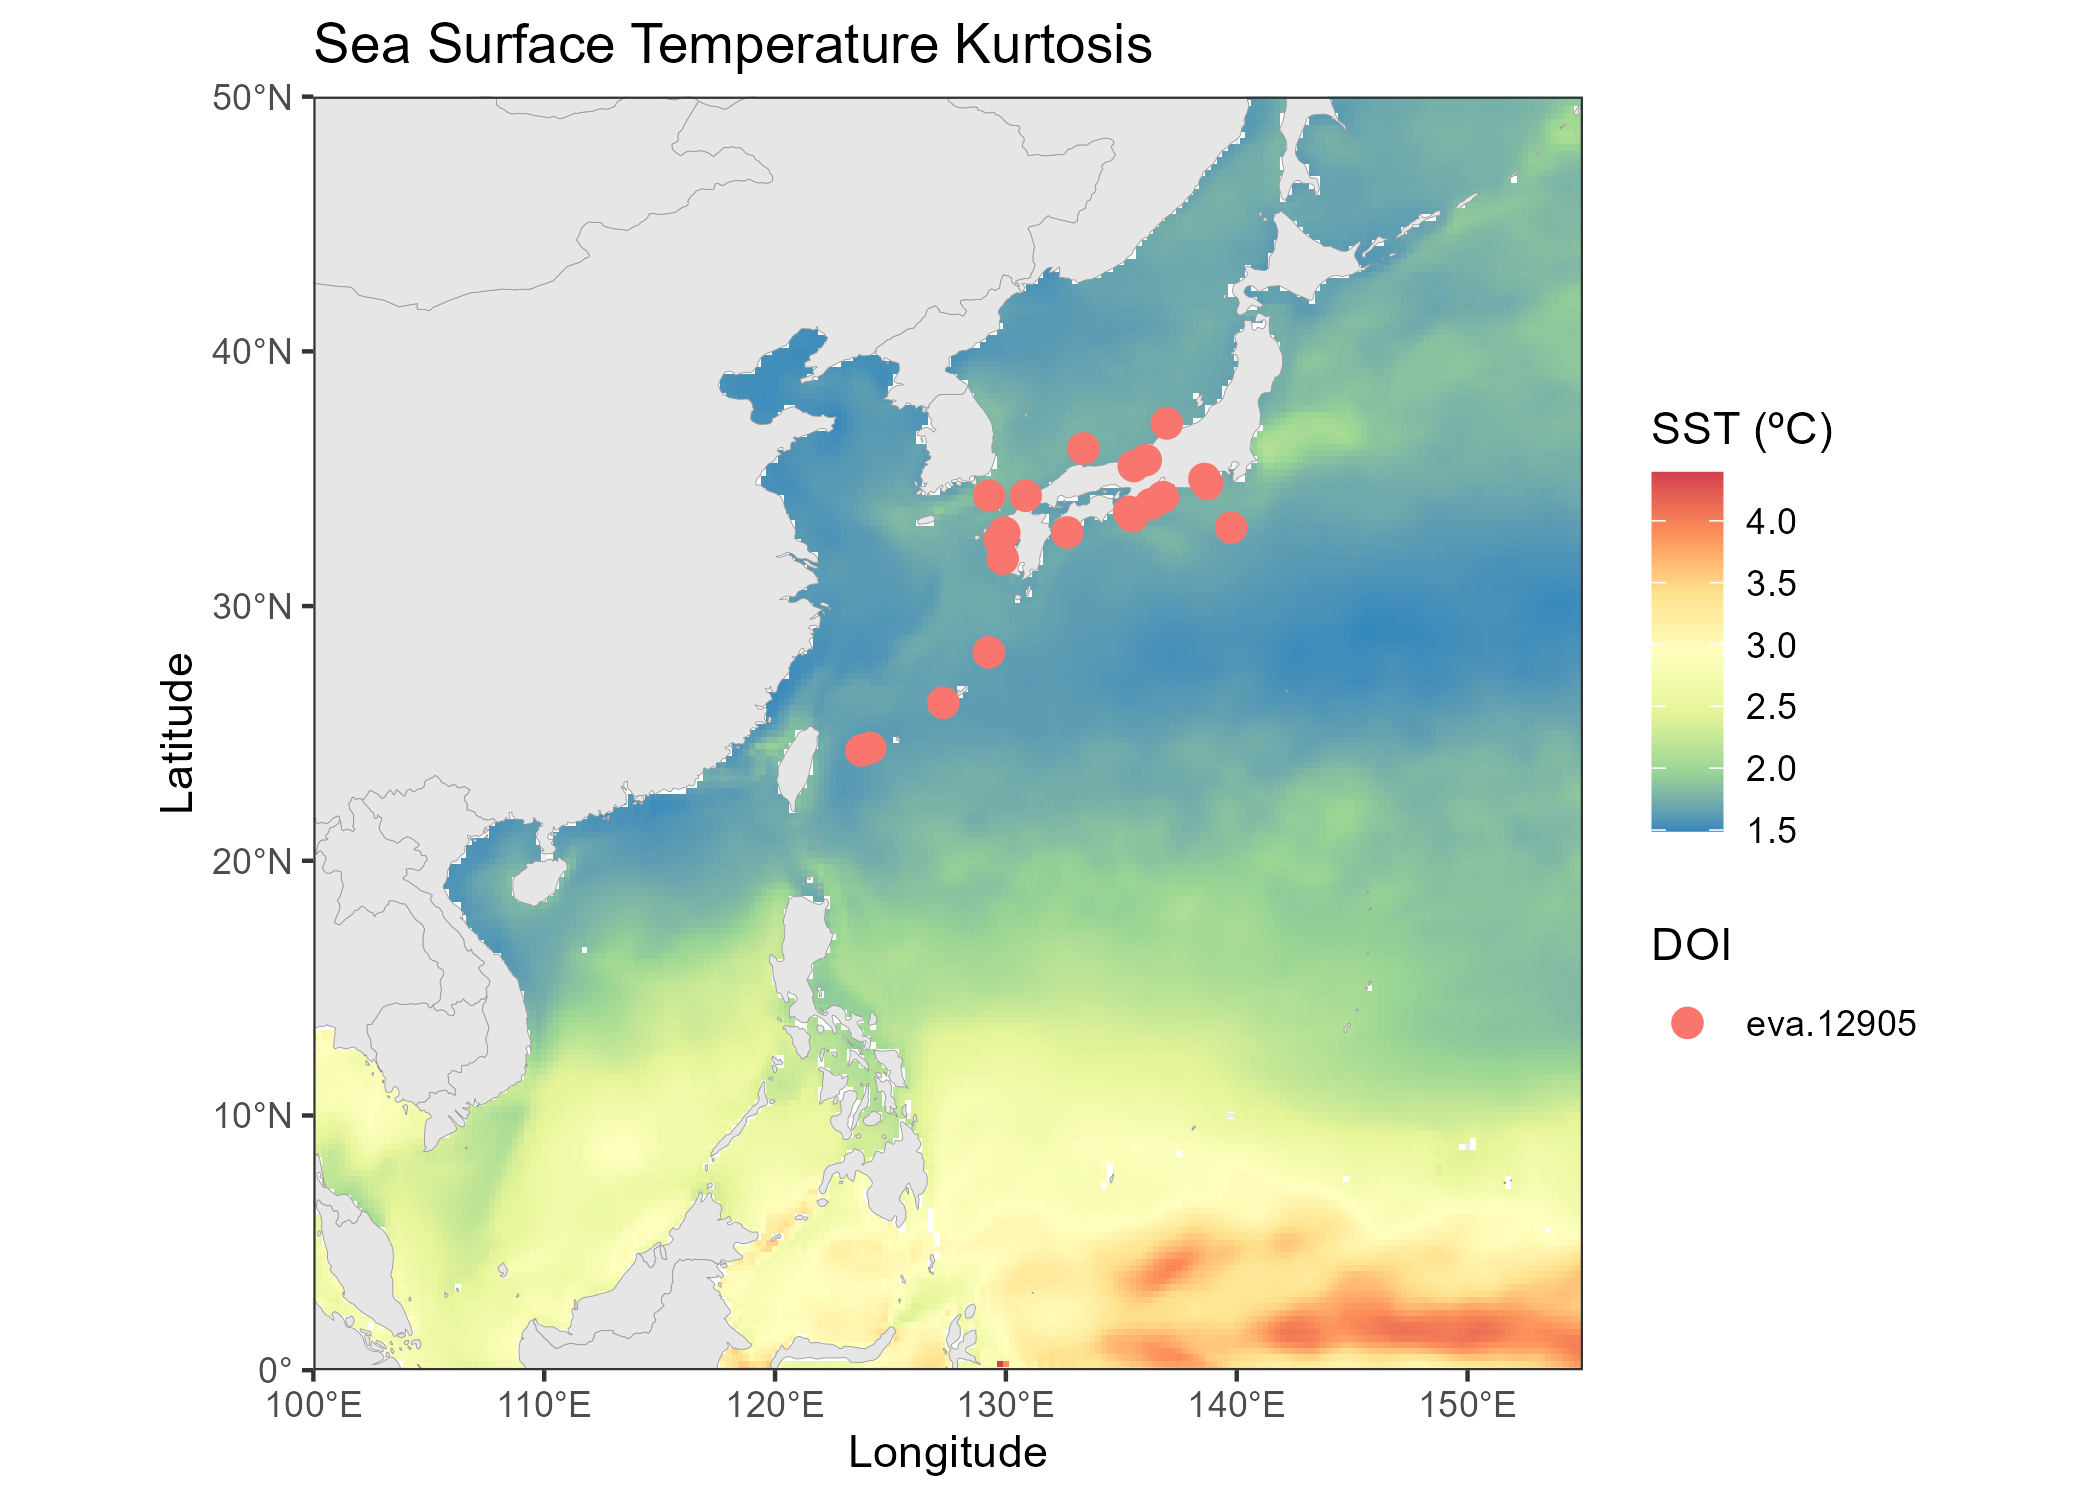 Sea Surface Temperature Kurtosis
50°N
40°N
30°N
20°N
10°N
0°
Latitude
100°E
110°E
120°E
130°E
140°E
150°E
Longitude
SST (ºC)
4.0
3.5
3.0
2.5
2.0
1.5
DOI
eva.12905